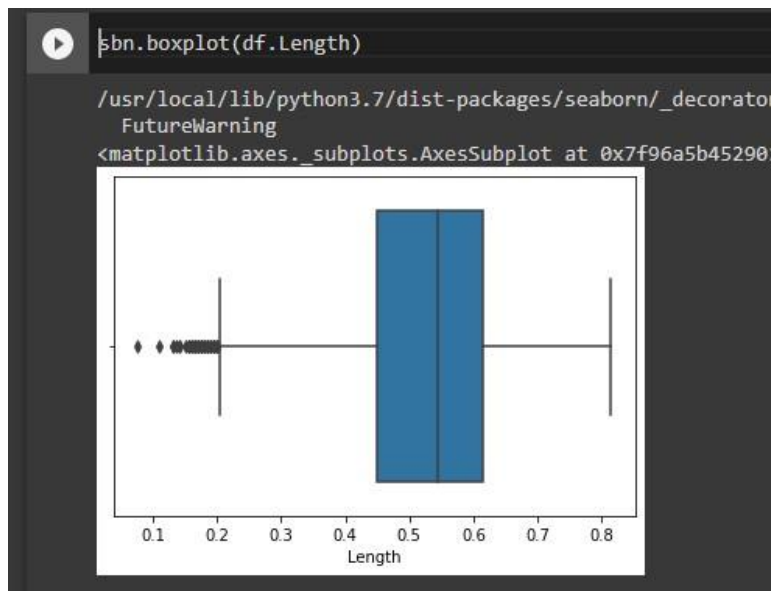 sbn.boxplot(df.Length)
/usr/local/lib/python3.7/dist-packages/seaborn/_decorator
FutureWarning
<matplotlib.axes._subplots.AxesSubplot at 0x7f96a5b45290
0.1 0.2 0.3 0.4 0.5 0.6 0.7 0.8
Length